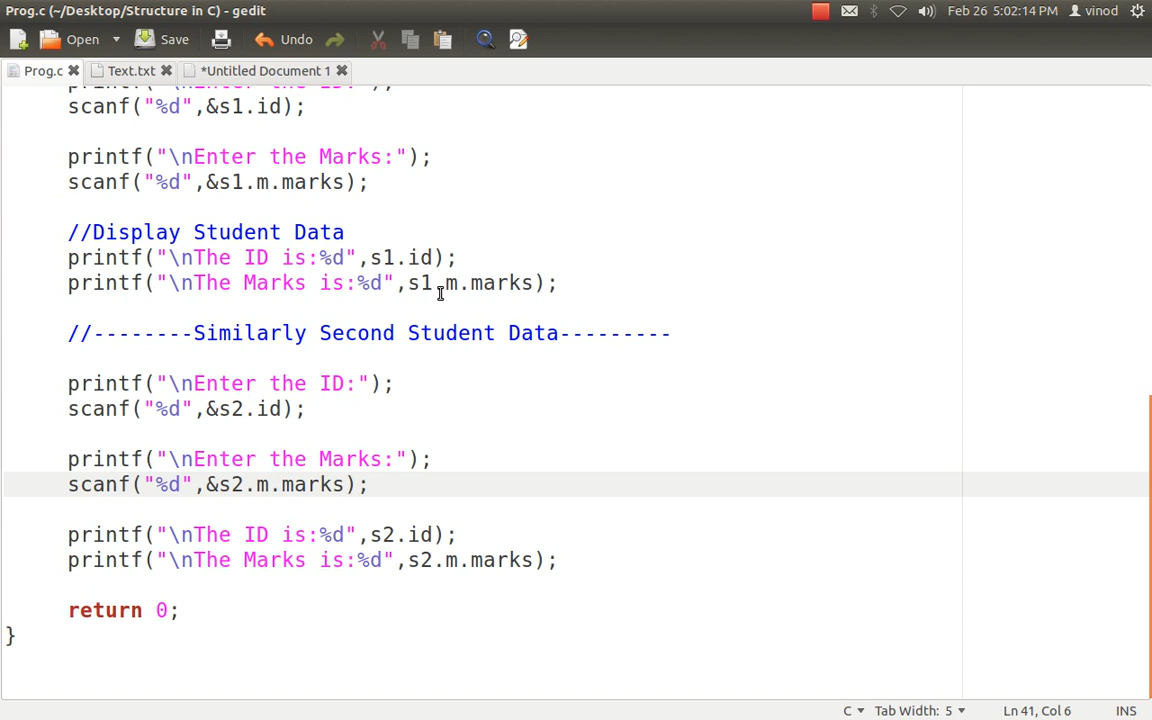 Prog.c (~/Desktop/Structure in C) - gedit
Feb 26 5:02:14 PM
vinod
Open
Save
Undo
Prog.c
Text.txt
*Untitled Document 1
printf("\nEnter the ID:");
scanf("%d",&s1.id);
printf("\nEnter the Marks:");
scanf("%d",&s1.m.marks);
//Display Student Data
printf("\nThe ID is:%d",s1.id);
printf("\nThe Marks is:%d",s1.m.marks);
//--------Similarly Second Student Data---------
printf("\nEnter the ID:");
scanf("%d",&s2.id);
printf("\nEnter the Marks:");
scanf("%d",&s2.m.marks);
printf("\nThe ID is:%d",s2.id);
printf("\nThe Marks is:%d",s2.m.marks);
return 0;
}
C
Tab Width: 5
Ln 41, Col 6
INS